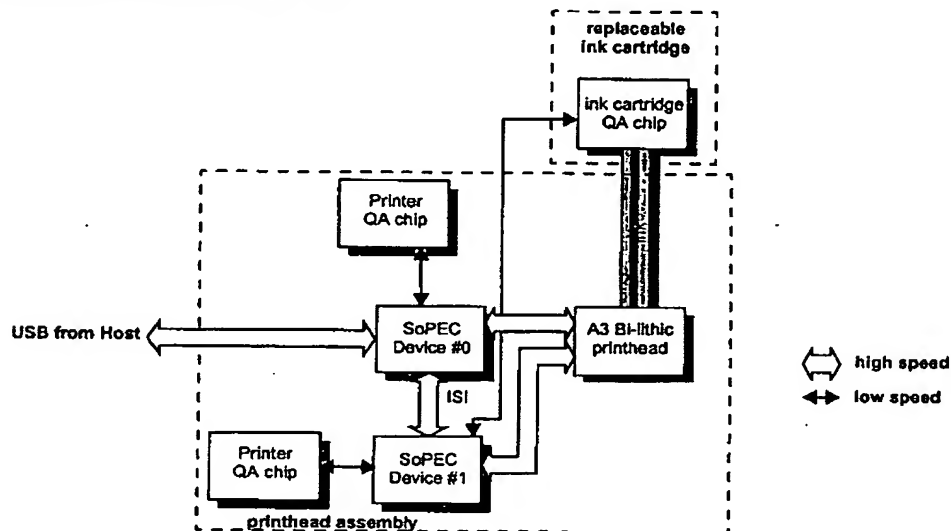 replaceable
ink cartridge
ink cartridge
QA chip
Printer
QA chip
USB from Host
SoPEC
Device #0
A3 Bi-lithic
printhead
high speed
low speed
ISI
Printer
QA chip
SoPEC
Device #1
printhead assembly